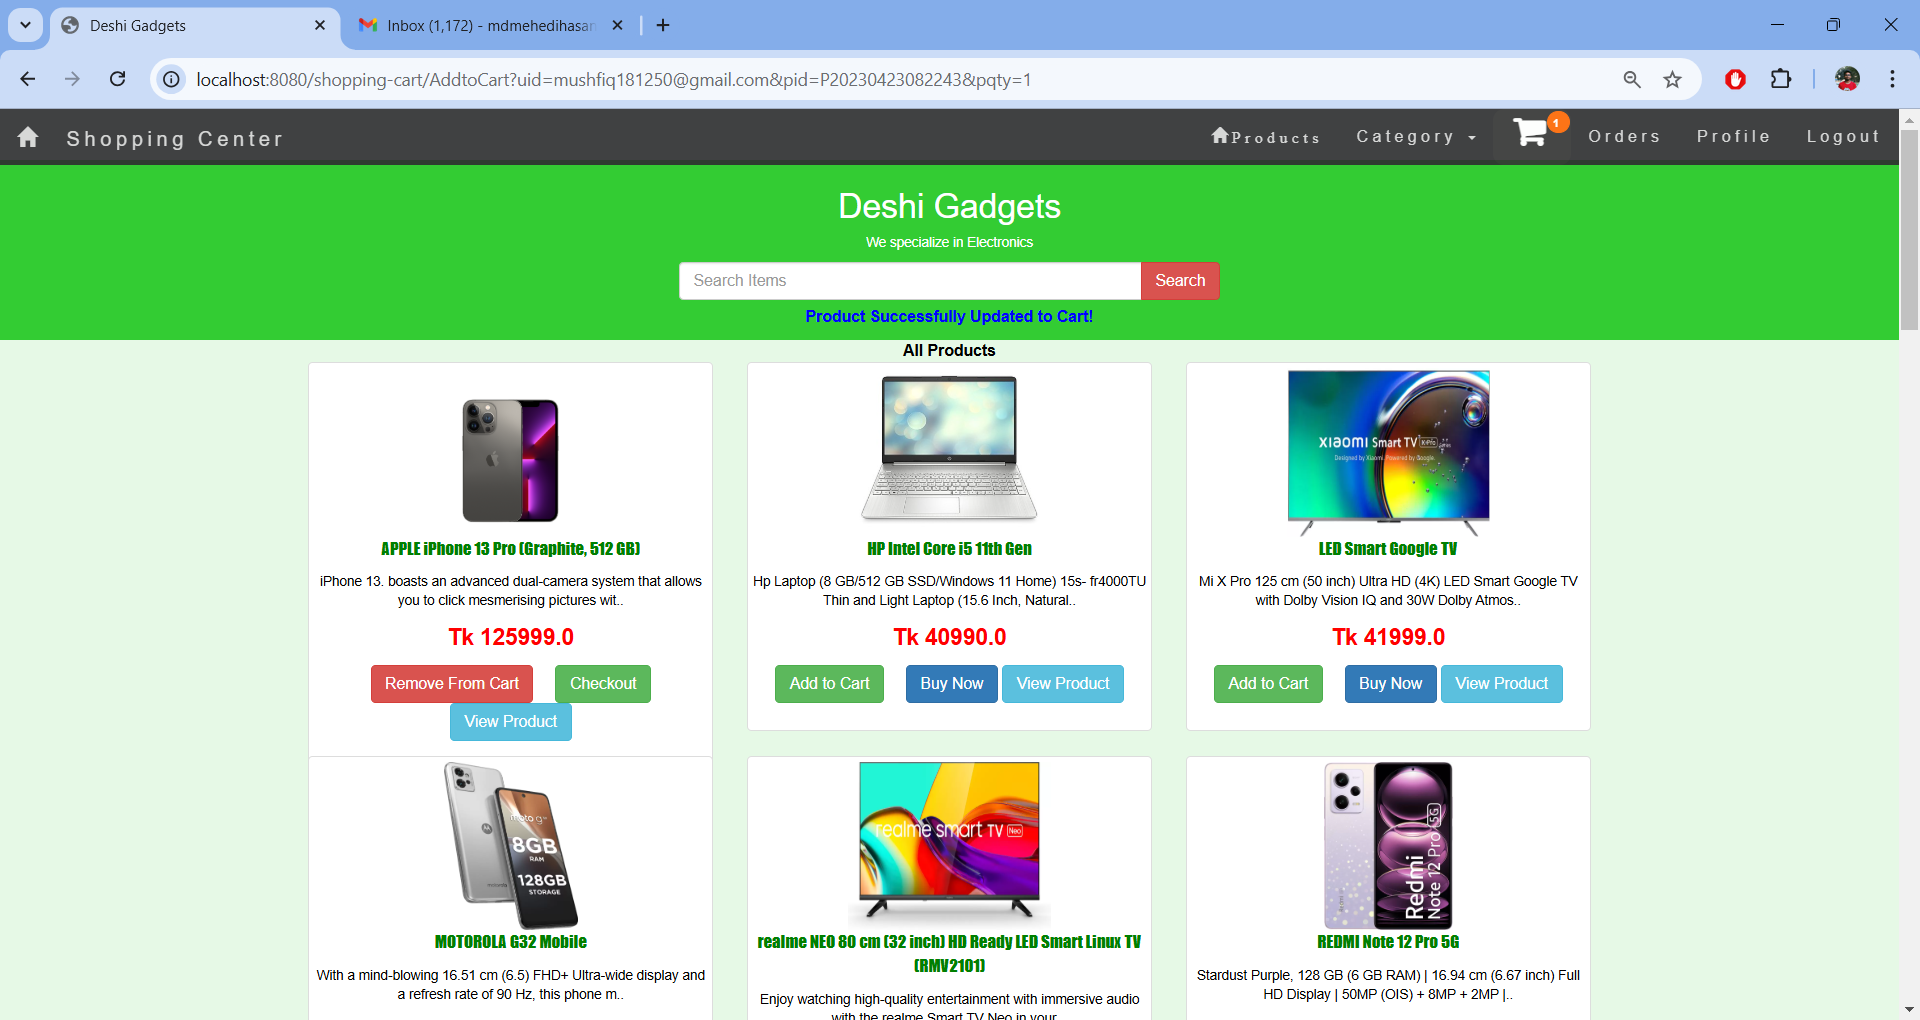 Deshi Gadgets
Inbox (1,172) - mdmehedihasan
localhost:8080/shopping-cart/AddtoCart?uid=mushfiq181250@gmail.com&pid=P20230423082243&pqty=1
Shopping Center
Products
Category
1
Orders
Profile
Logout
Deshi Gadgets
We specialize in Electronics
Search Items
Search
Product Successfully Updated to Cart!
All Products
APPLE iPhone 13 Pro (Graphite, 512 GB)
iPhone 13. boasts an advanced dual-camera system that allows
you to click mesmerising pictures wit..
Tk 125999.0
Remove From Cart
Checkout
View Product
HP Intel Core i5 11th Gen
Hp Laptop (8 GB/512 GB SSD/Windows 11 Home) 15s- fr4000TU
Thin and Light Laptop (15.6 Inch, Natural..
Tk 40990.0
Add to Cart
Buy Now
View Product
xiaomi Smart TV X Pro
Designed by Xiaomi. Powered by Google.
LED Smart Google TV
Mi X Pro 125 cm (50 inch) Ultra HD (4K) LED Smart Google TV
with Dolby Vision IQ and 30W Dolby Atmos..
Tk 41999.0
Add to Cart
Buy Now
View Product
moto g32
8GB
RAM
128GB
STORAGE
MOTOROLA G32 Mobile
With a mind-blowing 16.51 cm (6.5) FHD+ Ultra-wide display and
a refresh rate of 90 Hz, this phone m..
realme smart TV Neo
realme NEO 80 cm (32 inch) HD Ready LED Smart Linux TV
(RMV2101)
Enjoy watching high-quality entertainment with immersive audio
with the realme Smart TV Neo in your
Redmi
Note 12 Pro 5G
REDMI Note 12 Pro 5G
Stardust Purple, 128 GB (6 GB RAM) | 16.94 cm (6.67 inch) Full
HD Display | 50MP (OIS) + 8MP + 2MP |..